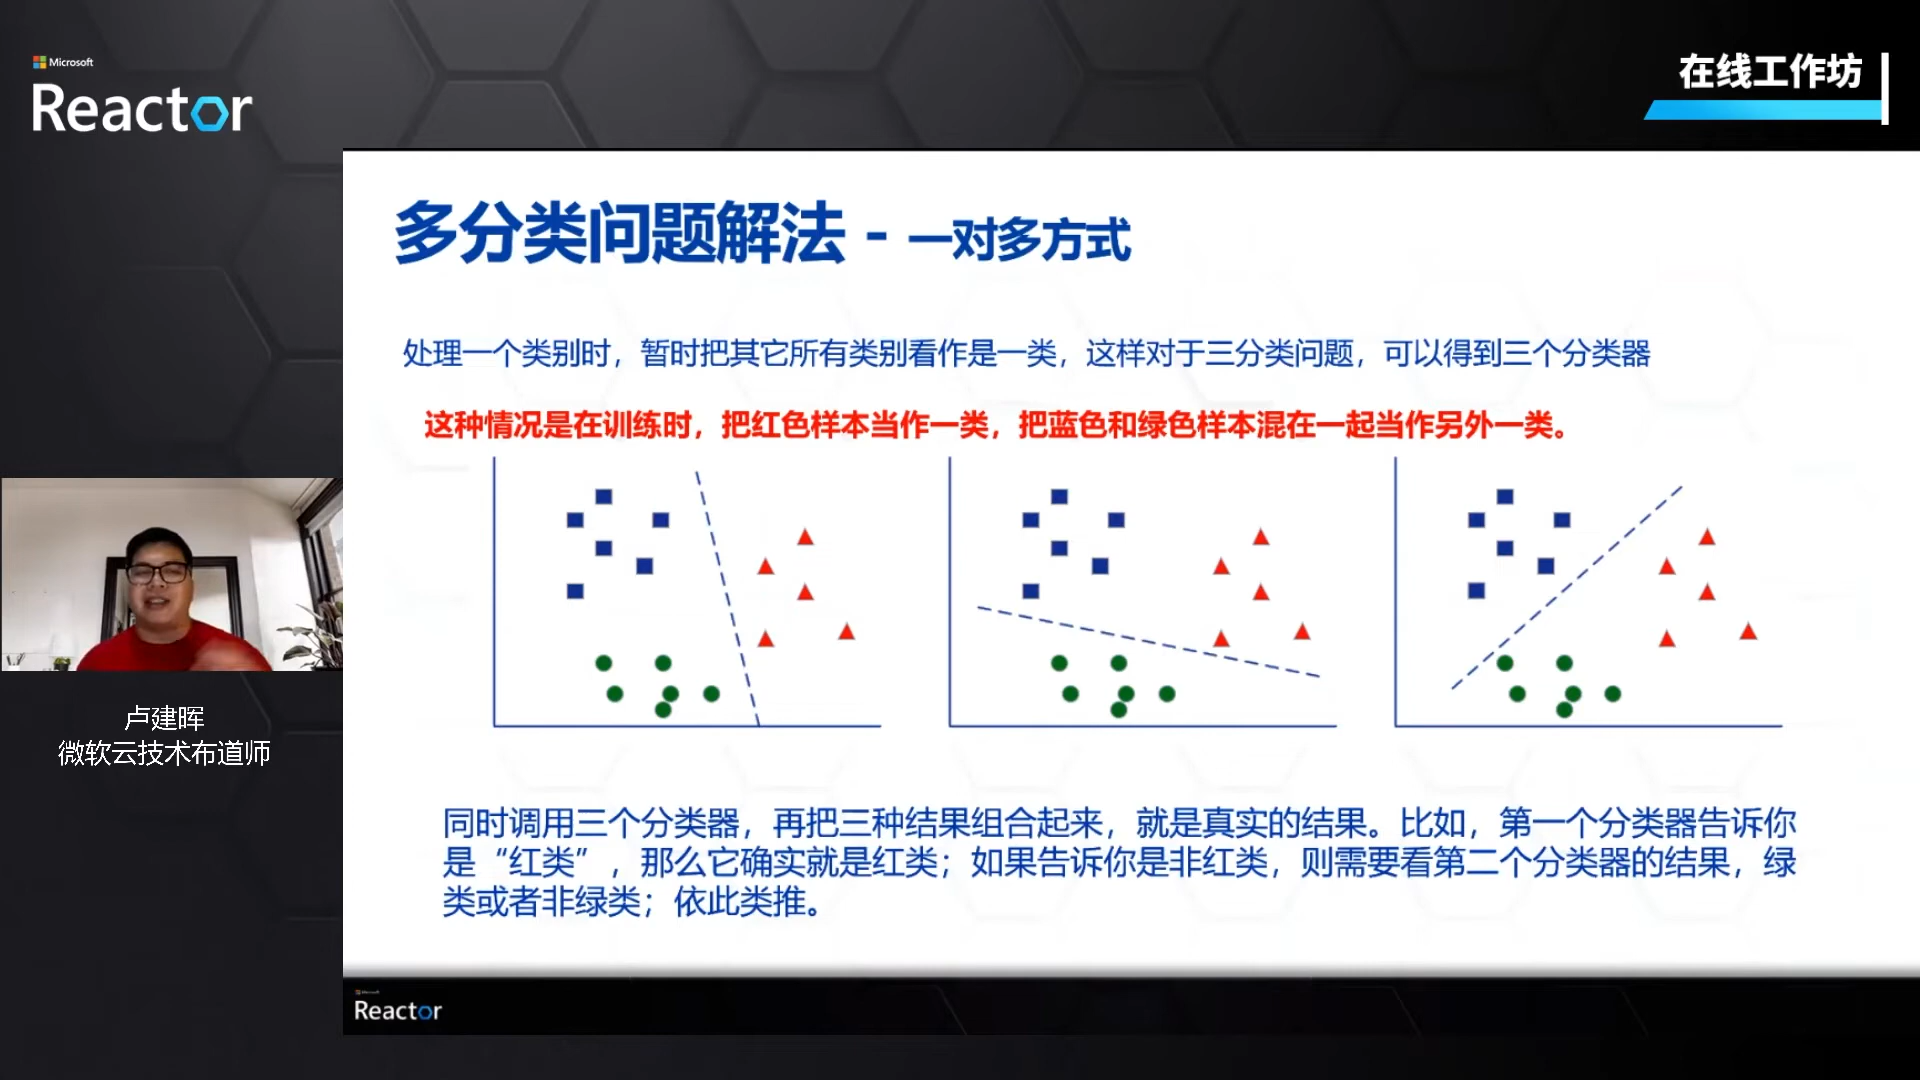 Microsoft
Reactor
在线工作坊
多分类问题解法 - 一对多方式
处理一个类别时，暂时把其它所有类别看作是一类，这样对于三分类问题，可以得到三个分类器
这种情况是在训练时，把红色样本当作一类，把蓝色和绿色样本混在一起当作另外一类。
卢建晖
微软云技术布道师
同时调用三个分类器，再把三种结果组合起来，就是真实的结果。比如，第一个分类器告诉你
是“红类”，那么它确实就是红类；如果告诉你是非红类，则需要看第二个分类器的结果，绿
类或者非绿类；依此类推。
Microsoft
Reactor